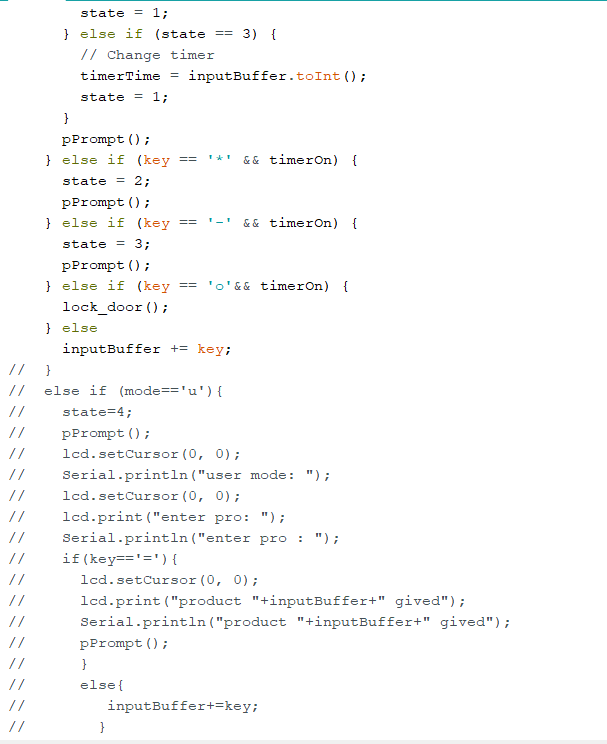 state = 1;
} else if (state == 3) {
// Change timer
timerTime = inputBuffer.toInt();
state = 1;
}
pPrompt();
} else if (key == '*' && timerOn) {
state = 2;
pPrompt();
} else if (key == '-' && timerOn) {
state = 3;
pPrompt();
} else if (key == 'o'&& timerOn) {
lock_door();
} else
inputBuffer += key;
// }
// else if (mode=='u'){
// state=4;
// pPrompt();
// lcd.setCursor(0, 0);
// Serial.println("user mode: ");
// lcd.setCursor(0, 0);
// lcd.print("enter pro: ");
// Serial.println("enter pro : ");
// if(key=='='){
// lcd.setCursor(0, 0);
// lcd.print("product "+inputBuffer+" gived");
// Serial.println("product "+inputBuffer+" gived");
// pPrompt();
// }
// else{
// inputBuffer+=key;
// }